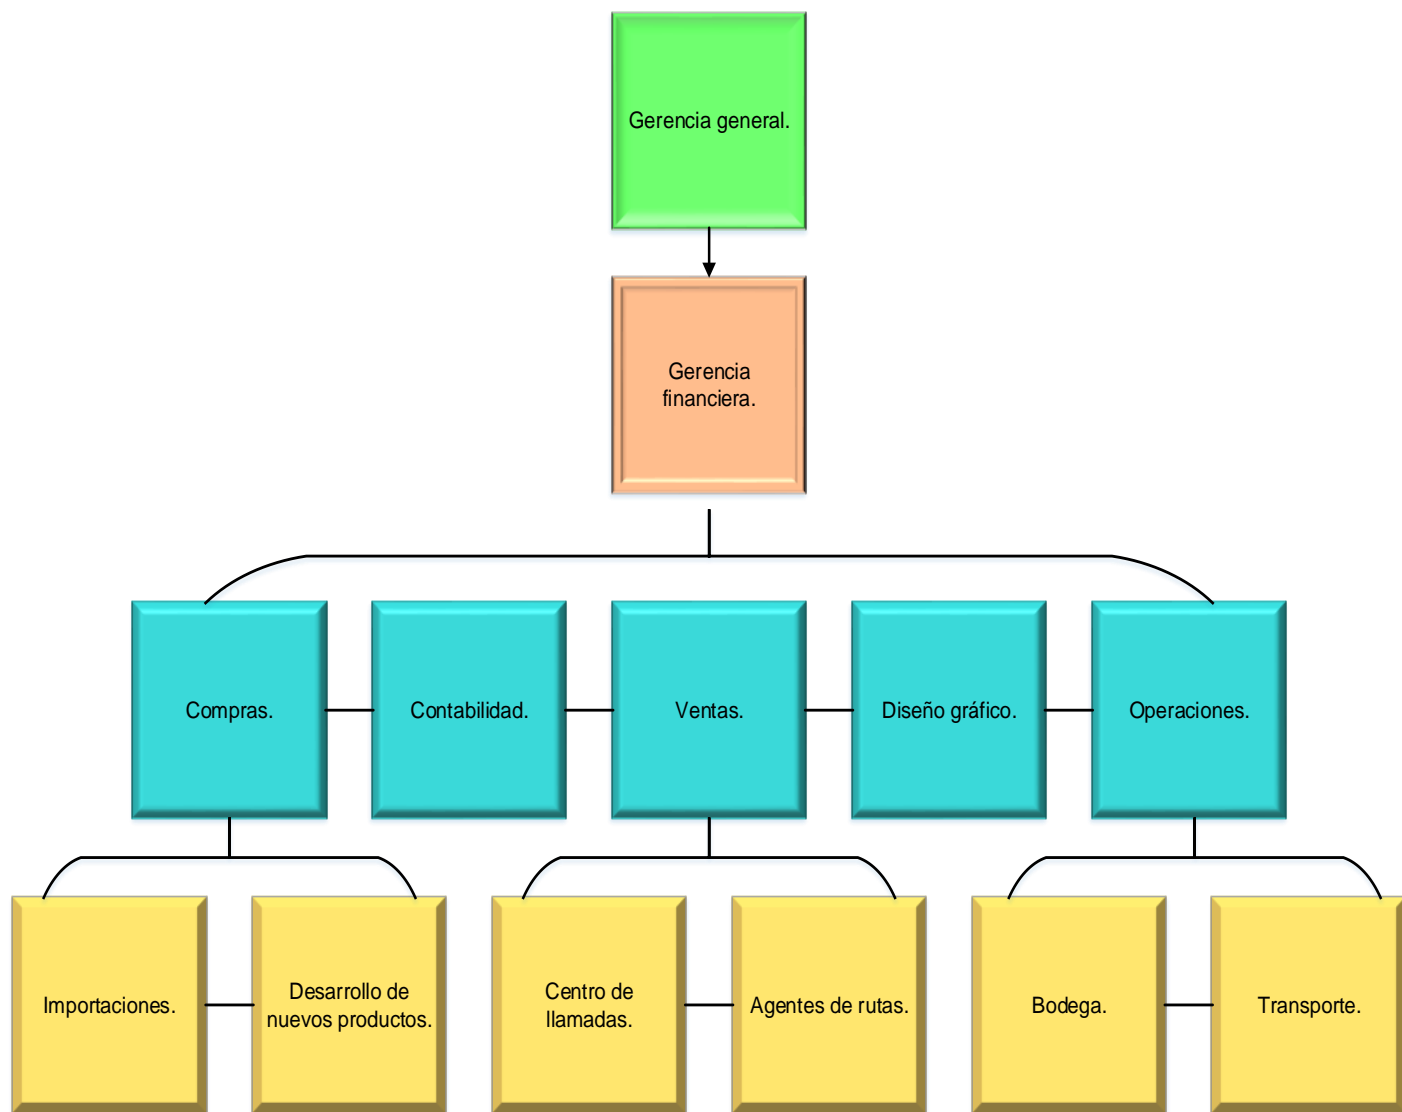 Gerencia general.
Gerencia
financiera.
Compras.
Contabilidad.
Ventas.
Diseño gráfico.
Operaciones.
Importaciones.
Desarrollo de
nuevos productos.
Centro de
llamadas.
Agentes de rutas.
Bodega.
Transporte.